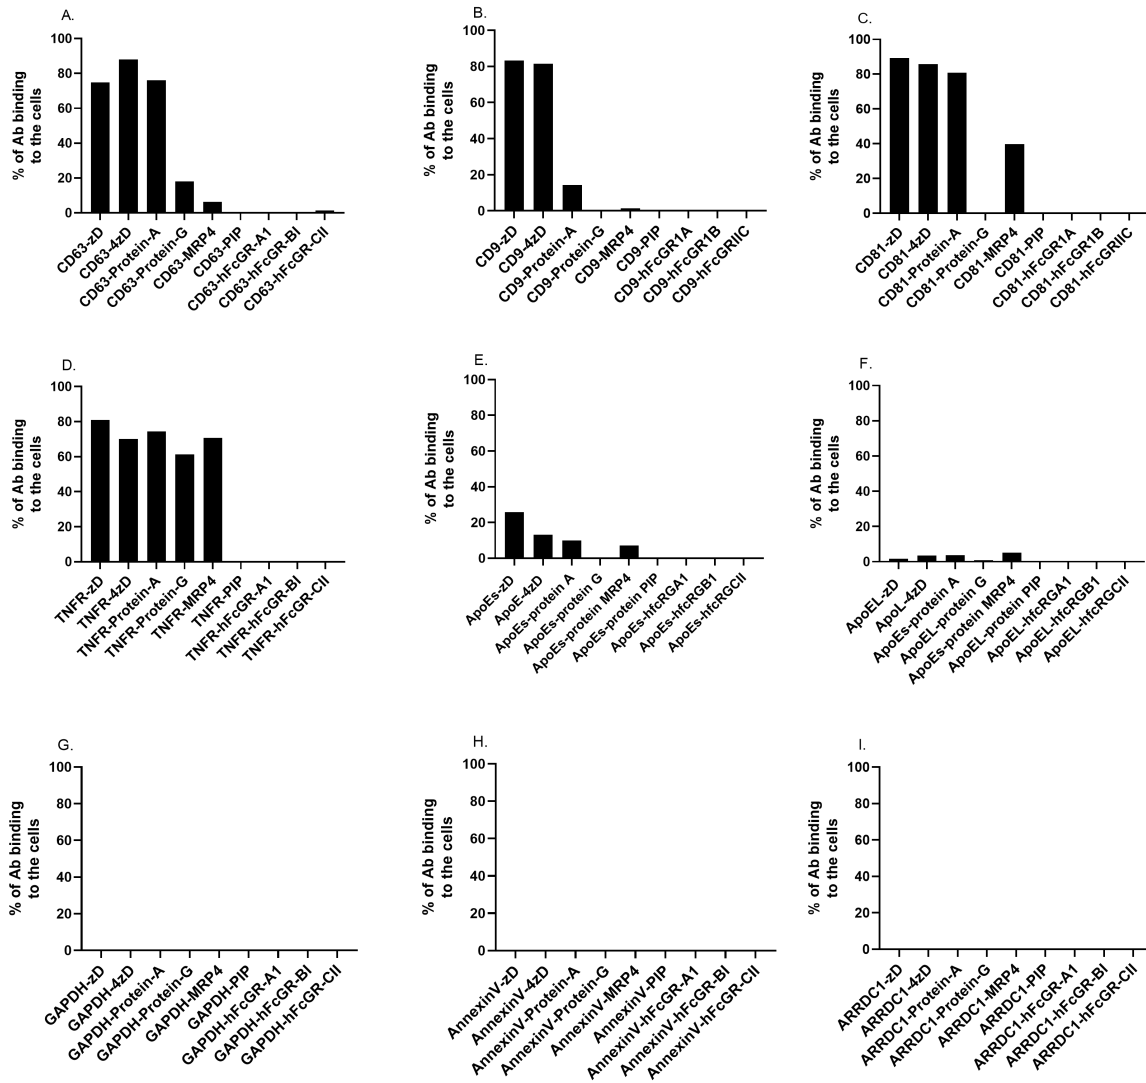 A.
% of Ab binding
to the cells
100
80
60
40
20
0
CD63-zD
CD63-4zD
CD63-Protein-A
CD63-Protein-G
CD63-MRP4
CD63-PIP
CD63-hFcGR-A1
CD63-hFcGR-BI
CD63-hFcGR-CII
B.
% of Ab binding
to the cells
100
80
60
40
20
0
CD9-zD
CD9-4zD
CD9-Protein-A
CD9-Protein-G
CD9-MRP4
CD9-PIP
CD9-hFcGR1A
CD9-hFcGR1B
CD9-hFcGRIIC
C.
% of Ab binding
to the cells
100
80
60
40
20
0
CD81-zD
CD81-4zD
CD81-Protein-A
CD81-Protein-G
CD81-MRP4
CD81-PIP
CD81-hFcGR1A
CD81-hFcGR1B
CD81-hFcGRIIC
D.
% of Ab binding
to the cells
100
80
60
40
20
0
TNFR-zD
TNFR-4zD
TNFR-Protein-A
TNFR-Protein-G
TNFR-MRP4
TNFR-PIP
TNFR-hFcGR-A1
TNFR-hFcGR-BI
TNFR-hFcGR-CII
E.
% of Ab binding
to the cells
100
80
60
40
20
0
ApoEs-zD
ApoE-4zD
ApoEs-protein A
ApoEs-protein G
ApoEs-protein MRP4
ApoEs-protein PIP
ApoEs-hfcRGA1
ApoEs-hfcRGB1
ApoEs-hfcRGCII
F.
% of Ab binding
to the cells
100
80
60
40
20
0
ApoEL-zD
ApoL-4zD
ApoEs-protein A
ApoEL-protein G
ApoEs-protein MRP4
ApoEL-protein PIP
ApoEL-hfcRGA1
ApoEL-hfcRGB1
ApoEL-hfcRGCII
G.
% of Ab binding
to the cells
100
80
60
40
20
0
GAPDH-zD
GAPDH-4zD
GAPDH-Protein-A
GAPDH-Protein-G
GAPDH-MRP4
GAPDH-PIP
GAPDH-hFcGR-A1
GAPDH-hFcGR-BI
GAPDH-hFcGR-CII
H.
% of Ab binding
to the cells
100
80
60
40
20
0
AnnexinV-zD
AnnexinV-4zD
AnnexinV-Protein-A
AnnexinV-Protein-G
AnnexinV-MRP4
AnnexinV-PIP
AnnexinV-hFcGR-A1
AnnexinV-hFcGR-BI
AnnexinV-hFcGR-CII
I.
% of Ab binding
to the cells
100
80
60
40
20
0
ARRDC1-zD
ARRDC1-4zD
ARRDC1-Protein-A
ARRDC1-Protein-G
ARRDC1-MRP4
ARRDC1-PIP
ARRDC1-hFcGR-A1
ARRDC1-hFcGR-BI
ARRDC1-hFcGR-CII